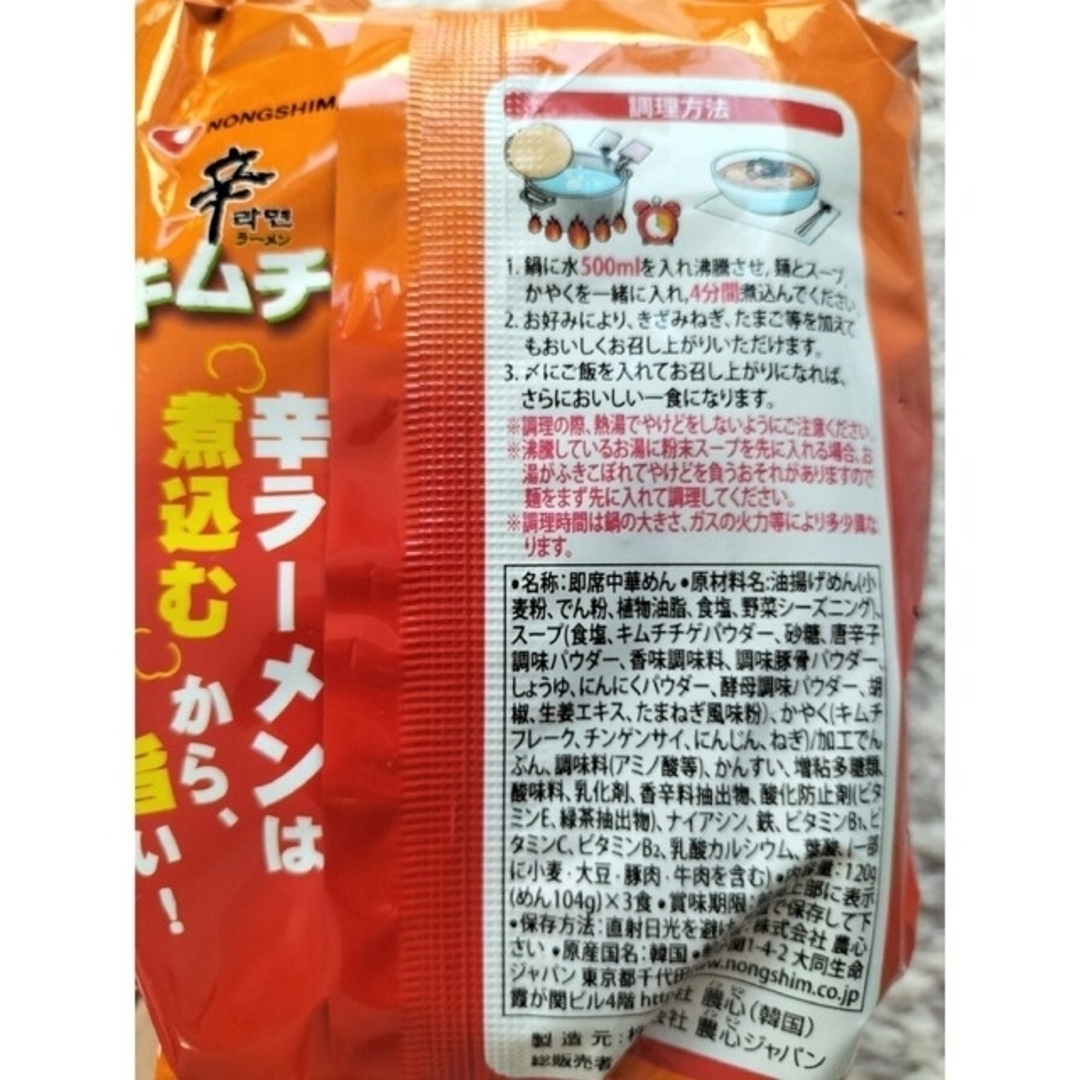 NONGSHIM
辛라면
ラーメン
キムチ
辛ラーメンは
煮込む
から、
旨
い!
調理方法
1. 鍋に水500mlを入れ沸騰させ,麺とスープ,
かやくを一緒に入れ,4分間煮込んでください。
2. お好みにより、きざみねぎ、たまご等を加えて
もおいしくお召し上がりいただけます。
3. 〆にご飯を入れてお召し上がりになれば、
さらにおいしい一食になります。
※調理の際、熱湯でやけどをしないようにご注意ください。
※沸騰しているお湯に粉末スープを先に入れる場合、お
湯がふきこぼれてやけどを負うおそれがありますので
麺をまず先に入れて調理してください。
※調理時間は鍋の大きさ、ガスの火力等により多少異な
ります。
•名称:即席中華めん •原材料名:油揚げめん(小
麦粉、でん粉、植物油脂、食塩、野菜シーズニング)、
スープ(食塩、キムチチゲパウダー、砂糖、唐辛子
調味パウダー、香味調味料、調味豚骨パウダー、
しょうゆ、にんにくパウダー、酵母調味パウダー、胡
椒、生姜エキス、たまねぎ風味粉)、かやく(キムチ
フレーク、チンゲンサイ、にんじん、ねぎ)/加工でん
ぷん、調味料(アミノ酸等)、かんすい、増粘多糖類、
酸味料、乳化剤、香辛料抽出物、酸化防止剤(ビタ
ミンE、緑茶抽出物)、ナイアシン、鉄、ビタミンB1、ビ
タミンC、ビタミンB2、乳酸カルシウム、葉酸、(一部
に小麦・大豆・豚肉・牛肉を含む) •内容量:120g
(めん104g)×3食 •賞味期限: 上部に表示
•保存方法:直射日光を避け で保存して下
さい •原産国名:韓国 • 株式会社 農心
ジャパン 東京都千代田 関1-4-2 大同生命
霞が関ビル4階 www.nongshim.co.jp
製造元: 農心(韓国)
総販売者 会社 農心ジャパン